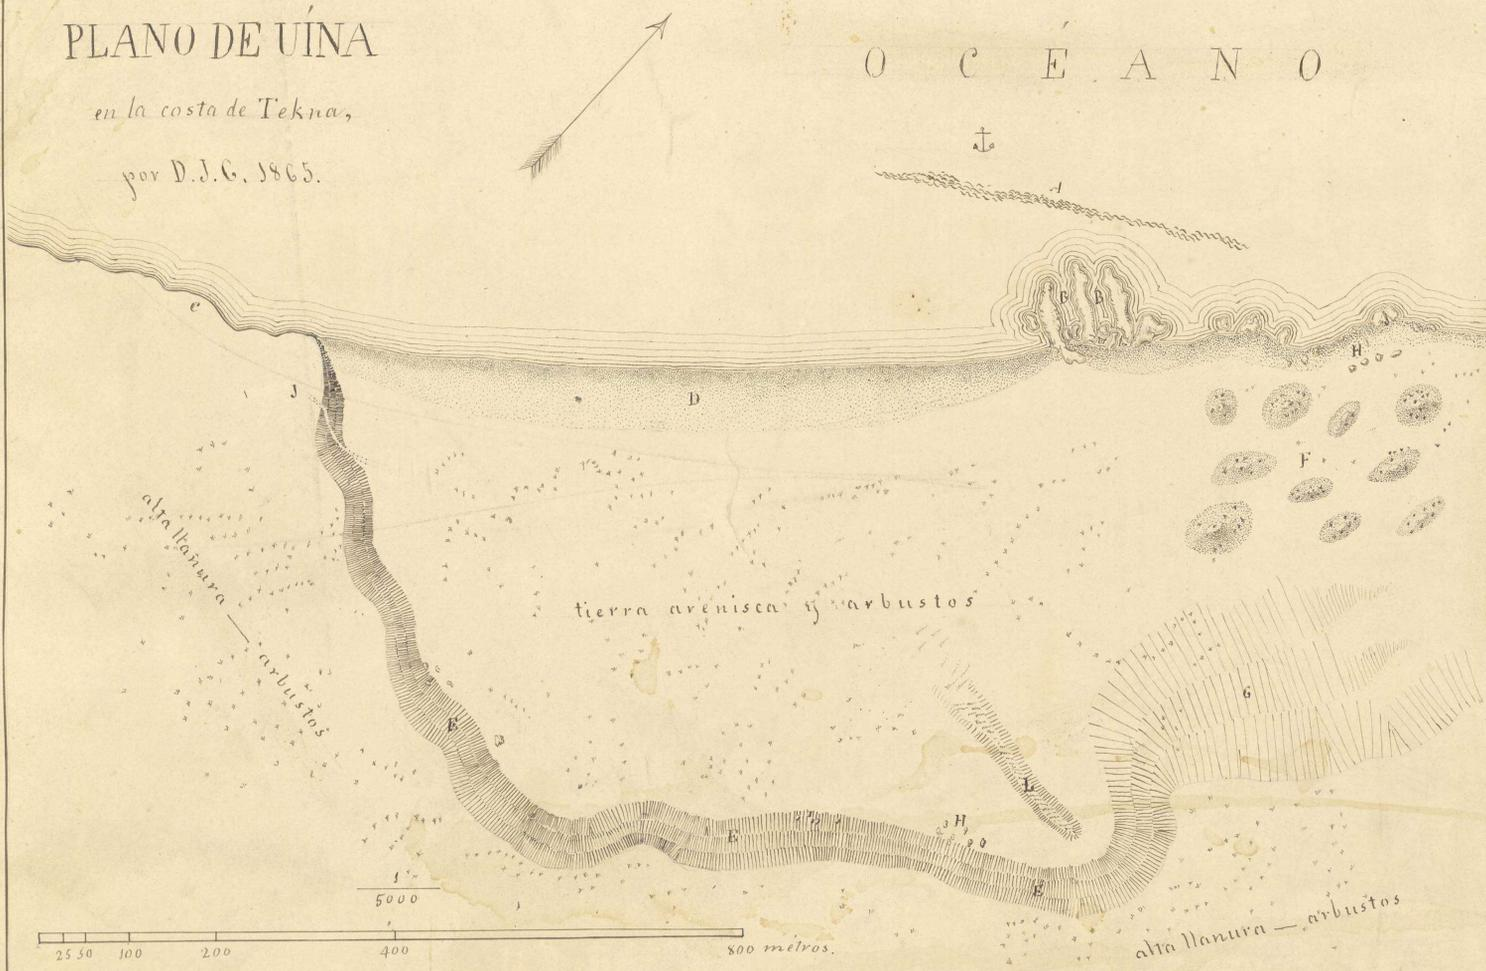 PLANO DE UÍNA
en la costa de Tekna,
por D. J. G. 1865.
OCÉANO
A
B B
C
J
D
J
H
F
alta llanura — arbustos
tierra arenisca y arbustos
G
E
L
E
H
E
1
5000
alta llanura — arbustos
25 50 100 200 400 800 métros.